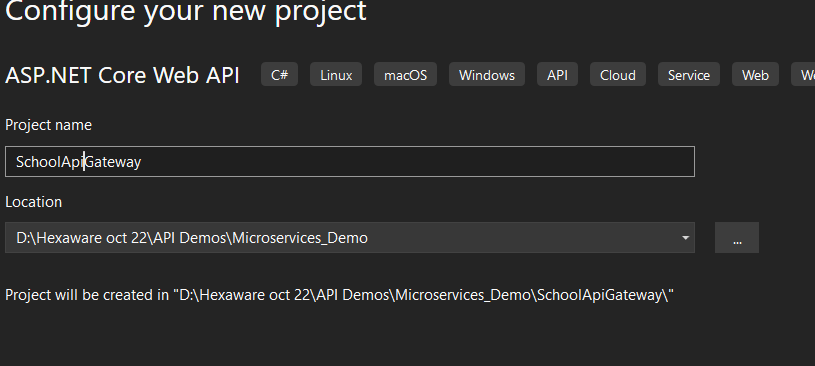 Configure your new project
ASP.NET Core Web API C# Linux macOS Windows API Cloud Service Web
Project name
SchoolApiGateway
Location
D:\Hexaware oct 22\API Demos\Microservices_Demo
...
Project will be created in "D:\Hexaware oct 22\API Demos\Microservices_Demo\SchoolApiGateway\"